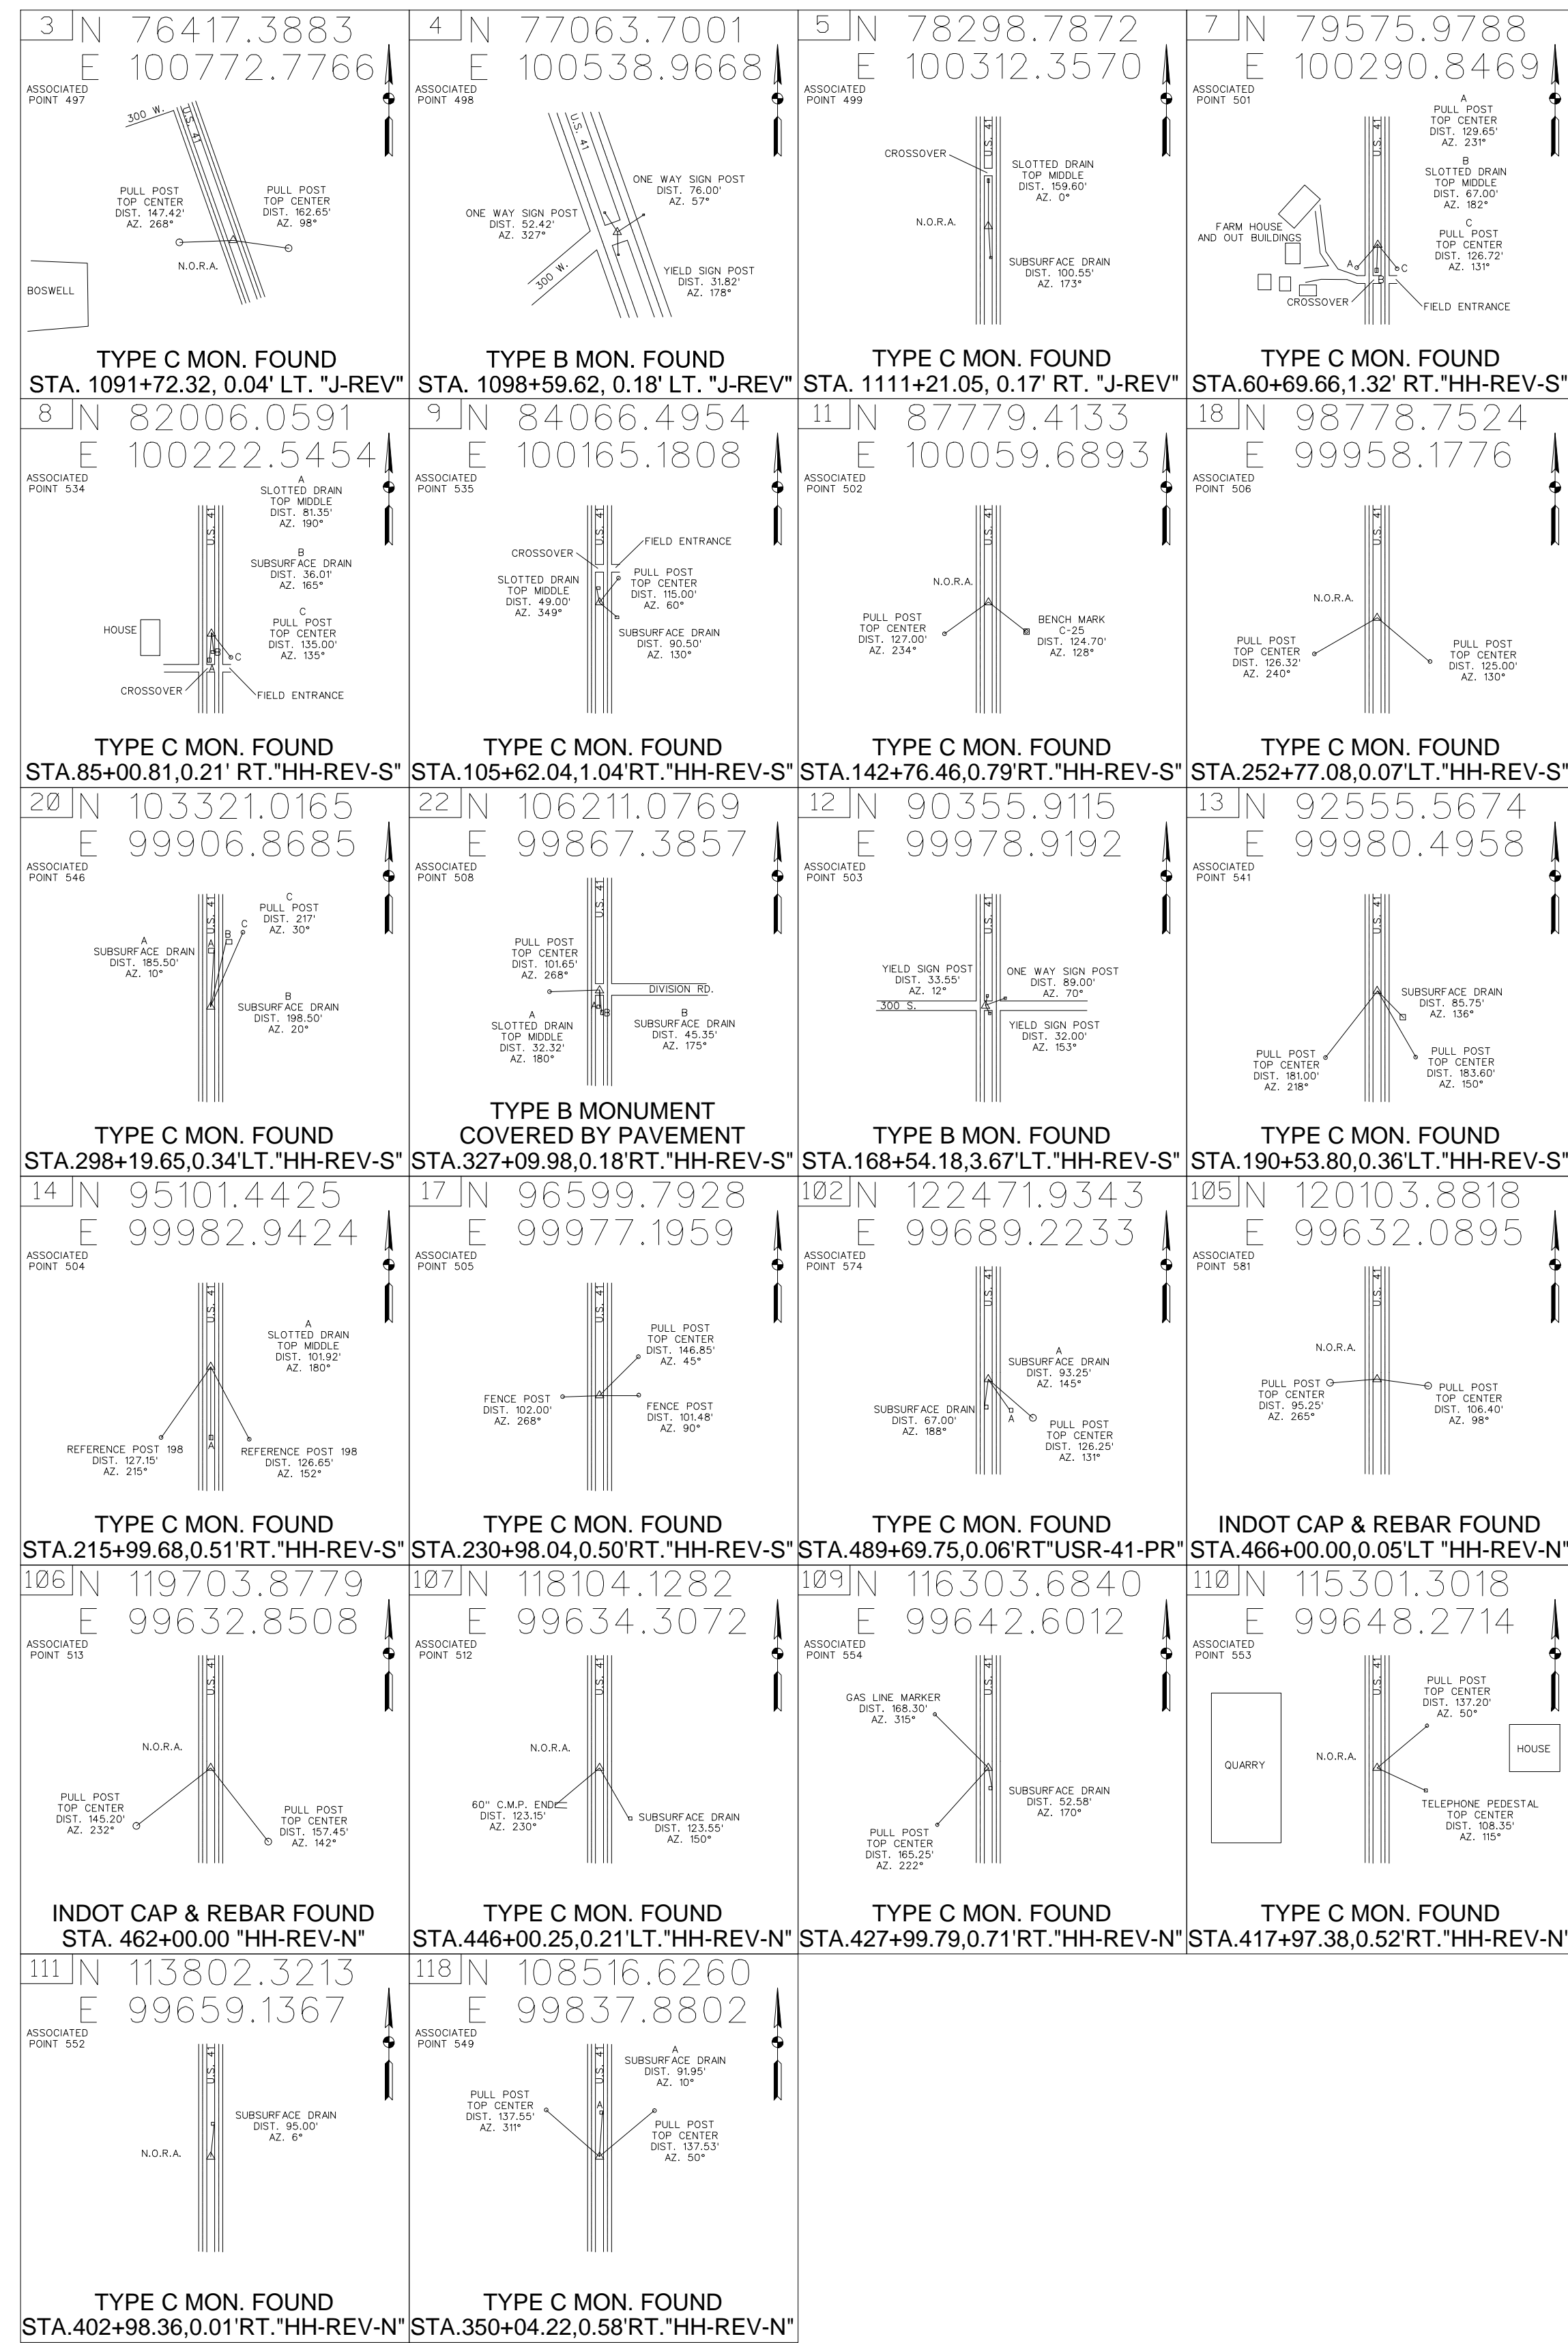 3 N 76417.3883
E 100772.7766
ASSOCIATED
POINT 497
300 W.
U.S. 41
PULL POST
TOP CENTER
DIST. 147.42'
AZ. 268°
PULL POST
TOP CENTER
DIST. 162.65'
AZ. 98°
N.O.R.A.
BOSWELL
TYPE C MON. FOUND
STA. 1091+72.32, 0.04' LT. "J-REV"
4 N 77063.7001
E 100538.9668
ASSOCIATED
POINT 498
U.S. 41
ONE WAY SIGN POST
DIST. 76.00'
AZ. 57°
ONE WAY SIGN POST
DIST. 52.42'
AZ. 327°
300 W.
YIELD SIGN POST
DIST. 31.82'
AZ. 178°
TYPE B MON. FOUND
STA. 1098+59.62, 0.18' LT. "J-REV"
5 N 78298.7872
E 100312.3570
ASSOCIATED
POINT 499
U.S. 41
CROSSOVER
SLOTTED DRAIN
TOP MIDDLE
DIST. 159.60'
AZ. 0°
N.O.R.A.
SUBSURFACE DRAIN
DIST. 100.55'
AZ. 173°
TYPE C MON. FOUND
STA. 1111+21.05, 0.17' RT. "J-REV"
7 N 79575.9788
E 100290.8469
ASSOCIATED
POINT 501
A
PULL POST
TOP CENTER
DIST. 129.65'
AZ. 231°
U.S. 41
B
SLOTTED DRAIN
TOP MIDDLE
DIST. 67.00'
AZ. 182°
C
PULL POST
TOP CENTER
DIST. 126.72'
AZ. 131°
FARM HOUSE
AND OUT BUILDINGS
A
C
B
CROSSOVER
FIELD ENTRANCE
TYPE C MON. FOUND
STA.60+69.66,1.32' RT."HH-REV-S"
8 N 82006.0591
E 100222.5454
ASSOCIATED
POINT 534
A
SLOTTED DRAIN
TOP MIDDLE
DIST. 81.35'
AZ. 190°
U.S. 41
B
SUBSURFACE DRAIN
DIST. 36.01'
AZ. 165°
C
PULL POST
TOP CENTER
DIST. 135.00'
AZ. 135°
HOUSE
B
C
A
CROSSOVER
FIELD ENTRANCE
TYPE C MON. FOUND
STA.85+00.81,0.21' RT."HH-REV-S"
9 N 84066.4954
E 100165.1808
ASSOCIATED
POINT 535
U.S. 41
FIELD ENTRANCE
CROSSOVER
SLOTTED DRAIN
TOP MIDDLE
DIST. 49.00'
AZ. 349°
PULL POST
TOP CENTER
DIST. 115.00'
AZ. 60°
SUBSURFACE DRAIN
DIST. 90.50'
AZ. 130°
TYPE C MON. FOUND
STA.105+62.04,1.04'RT."HH-REV-S"
11 N 87779.4133
E 100059.6893
ASSOCIATED
POINT 502
U.S. 41
N.O.R.A.
PULL POST
TOP CENTER
DIST. 127.00'
AZ. 234°
BENCH MARK
C-25
DIST. 124.70'
AZ. 128°
TYPE C MON. FOUND
STA.142+76.46,0.79'RT."HH-REV-S"
18 N 98778.7524
E 99958.1776
ASSOCIATED
POINT 506
U.S. 41
N.O.R.A.
PULL POST
TOP CENTER
DIST. 126.32'
AZ. 240°
PULL POST
TOP CENTER
DIST. 125.00'
AZ. 130°
TYPE C MON. FOUND
STA.252+77.08,0.07'LT."HH-REV-S"
20 N 103321.0165
E 99906.8685
ASSOCIATED
POINT 546
C
PULL POST
DIST. 217'
AZ. 30°
U.S. 41
A
B
C
A
SUBSURFACE DRAIN
DIST. 185.50'
AZ. 10°
B
SUBSURFACE DRAIN
DIST. 198.50'
AZ. 20°
TYPE C MON. FOUND
STA.298+19.65,0.34'LT."HH-REV-S"
22 N 106211.0769
E 99867.3857
ASSOCIATED
POINT 508
U.S. 41
PULL POST
TOP CENTER
DIST. 101.65'
AZ. 268°
DIVISION RD.
A
B
A
SLOTTED DRAIN
TOP MIDDLE
DIST. 32.32'
AZ. 180°
B
SUBSURFACE DRAIN
DIST. 45.35'
AZ. 175°
TYPE B MONUMENT
COVERED BY PAVEMENT
STA.327+09.98,0.18'RT."HH-REV-S"
12 N 90355.9115
E 99978.9192
ASSOCIATED
POINT 503
U.S. 41
YIELD SIGN POST
DIST. 33.55'
AZ. 12°
ONE WAY SIGN POST
DIST. 89.00'
AZ. 70°
300 S.
YIELD SIGN POST
DIST. 32.00'
AZ. 153°
TYPE B MON. FOUND
STA.168+54.18,3.67'LT."HH-REV-S"
13 N 92555.5674
E 99980.4958
ASSOCIATED
POINT 541
U.S. 41
SUBSURFACE DRAIN
DIST. 85.75'
AZ. 136°
PULL POST
TOP CENTER
DIST. 181.00'
AZ. 218°
PULL POST
TOP CENTER
DIST. 183.60'
AZ. 150°
TYPE C MON. FOUND
STA.190+53.80,0.36'LT."HH-REV-S"
14 N 95101.4425
E 99982.9424
ASSOCIATED
POINT 504
U.S. 41
A
SLOTTED DRAIN
TOP MIDDLE
DIST. 101.92'
AZ. 180°
A
REFERENCE POST 198
DIST. 127.15'
AZ. 215°
REFERENCE POST 198
DIST. 126.65'
AZ. 152°
TYPE C MON. FOUND
STA.215+99.68,0.51'RT."HH-REV-S"
17 N 96599.7928
E 99977.1959
ASSOCIATED
POINT 505
U.S. 41
PULL POST
TOP CENTER
DIST. 146.85'
AZ. 45°
FENCE POST
DIST. 102.00'
AZ. 268°
FENCE POST
DIST. 101.48'
AZ. 90°
TYPE C MON. FOUND
STA.230+98.04,0.50'RT."HH-REV-S"
102 N 122471.9343
E 99689.2233
ASSOCIATED
POINT 574
U.S. 41
A
SUBSURFACE DRAIN
DIST. 93.25'
AZ. 145°
SUBSURFACE DRAIN
DIST. 67.00'
AZ. 188°
A
PULL POST
TOP CENTER
DIST. 126.25'
AZ. 131°
TYPE C MON. FOUND
STA.489+69.75,0.06'RT"USR-41-PR"
105 N 120103.8818
E 99632.0895
ASSOCIATED
POINT 581
U.S. 41
N.O.R.A.
PULL POST
TOP CENTER
DIST. 95.25'
AZ. 265°
PULL POST
TOP CENTER
DIST. 106.40'
AZ. 98°
INDOT CAP & REBAR FOUND
STA.466+00.00,0.05'LT "HH-REV-N"
106 N 119703.8779
E 99632.8508
ASSOCIATED
POINT 513
U.S. 41
N.O.R.A.
PULL POST
TOP CENTER
DIST. 145.20'
AZ. 232°
PULL POST
TOP CENTER
DIST. 157.45'
AZ. 142°
INDOT CAP & REBAR FOUND
STA. 462+00.00 "HH-REV-N"
107 N 118104.1282
E 99634.3072
ASSOCIATED
POINT 512
U.S. 41
N.O.R.A.
60" C.M.P. END
DIST. 123.15'
AZ. 230°
SUBSURFACE DRAIN
DIST. 123.55'
AZ. 150°
TYPE C MON. FOUND
STA.446+00.25,0.21'LT."HH-REV-N"
109 N 116303.6840
E 99642.6012
ASSOCIATED
POINT 554
U.S. 41
GAS LINE MARKER
DIST. 168.30'
AZ. 315°
SUBSURFACE DRAIN
DIST. 52.58'
AZ. 170°
PULL POST
TOP CENTER
DIST. 165.25'
AZ. 222°
TYPE C MON. FOUND
STA.427+99.79,0.71'RT."HH-REV-N"
110 N 115301.3018
E 99648.2714
ASSOCIATED
POINT 553
U.S. 41
PULL POST
TOP CENTER
DIST. 137.20'
AZ. 50°
HOUSE
QUARRY
N.O.R.A.
TELEPHONE PEDESTAL
TOP CENTER
DIST. 108.35'
AZ. 115°
TYPE C MON. FOUND
STA.417+97.38,0.52'RT."HH-REV-N"
111 N 113802.3213
E 99659.1367
ASSOCIATED
POINT 552
U.S. 41
SUBSURFACE DRAIN
DIST. 95.00'
AZ. 6°
N.O.R.A.
TYPE C MON. FOUND
STA.402+98.36,0.01'RT."HH-REV-N"
118 N 108516.6260
E 99837.8802
ASSOCIATED
POINT 549
U.S. 41
A
SUBSURFACE DRAIN
DIST. 91.95'
AZ. 10°
PULL POST
TOP CENTER
DIST. 137.55'
AZ. 311°
A
PULL POST
TOP CENTER
DIST. 137.53'
AZ. 50°
TYPE C MON. FOUND
STA.350+04.22,0.58'RT."HH-REV-N"